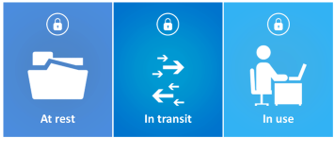 At rest
In transit
In use